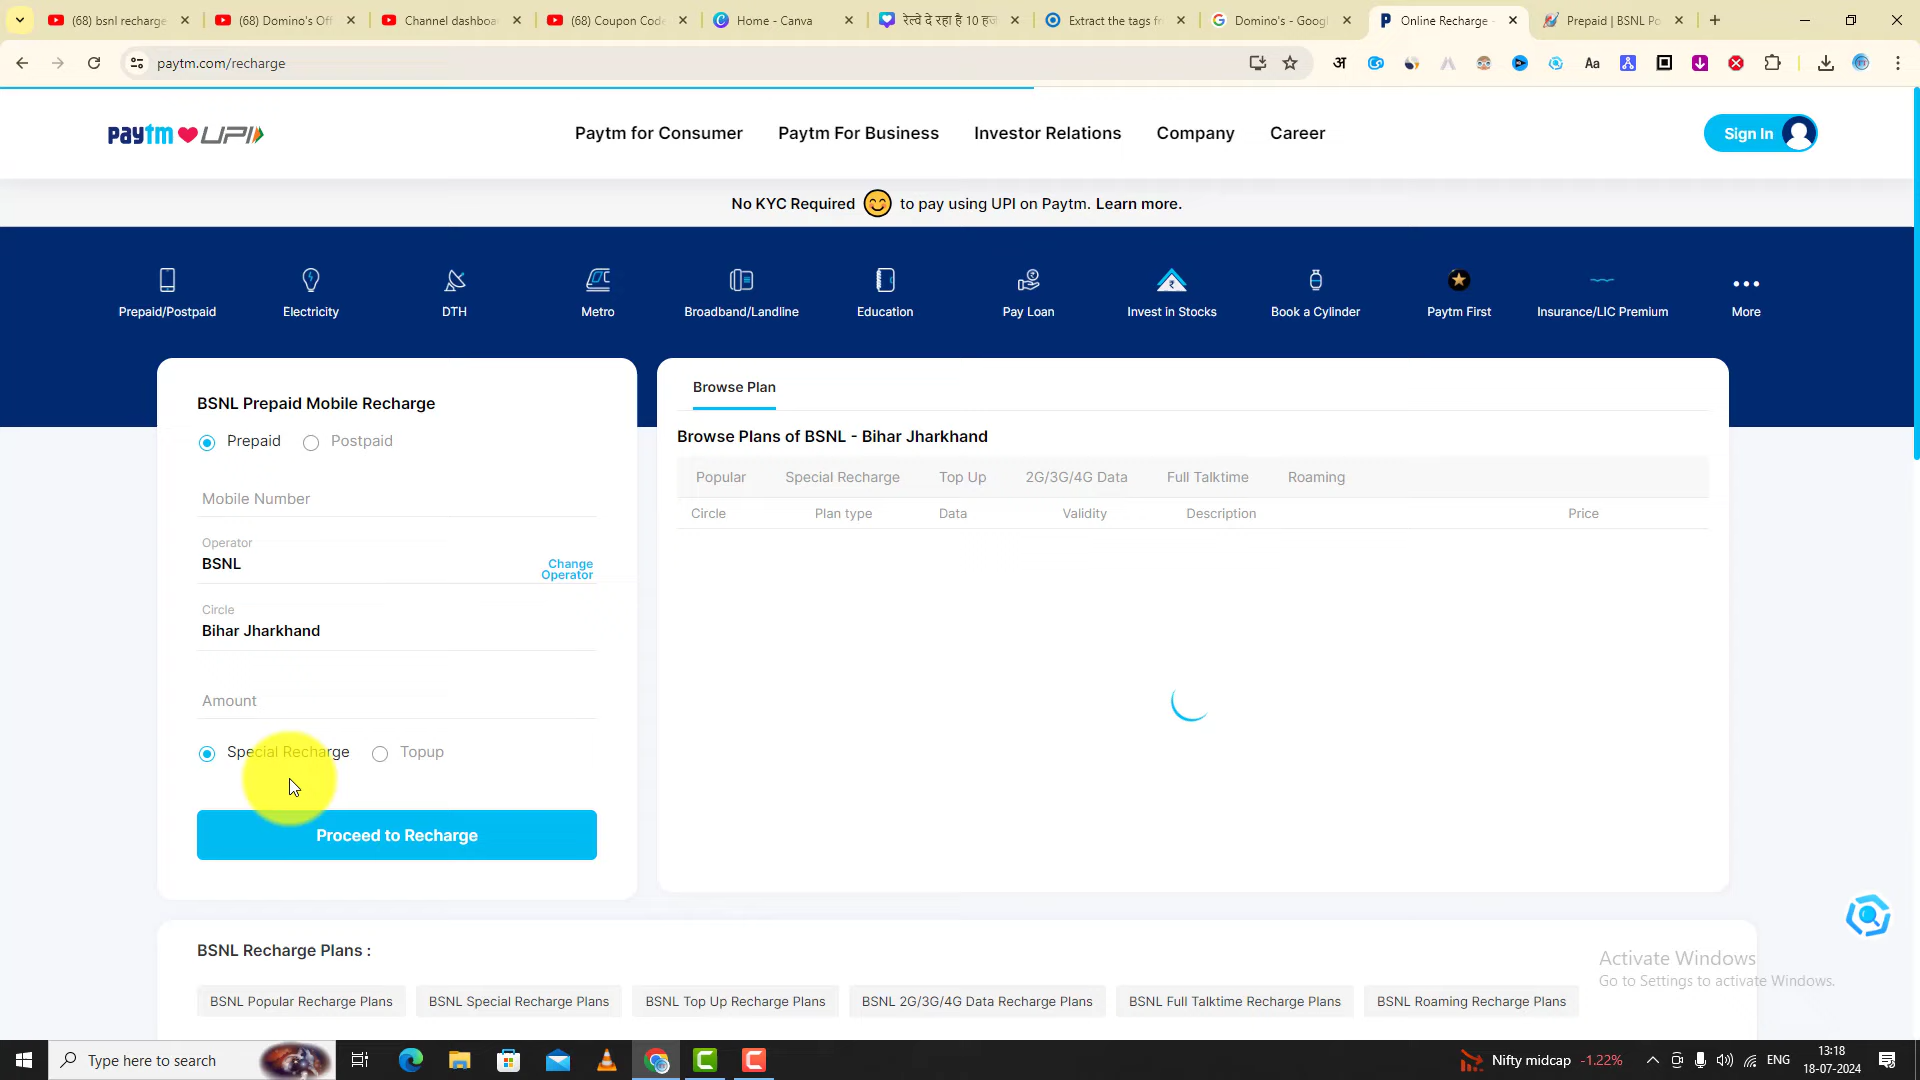 (68) bsnl recharge
(68) Domino's Off
Channel dashboa
(68) Coupon Code
Home - Canva
रेल्वे दे रहा है 10 हज
Extract the tags fr
Domino's - Googl
Online Recharge -
Prepaid | BSNL Po
paytm.com/recharge
paytm UPI
Paytm for Consumer
Paytm For Business
Investor Relations
Company
Career
Sign In
No KYC Required to pay using UPI on Paytm. Learn more.
Prepaid/Postpaid
Electricity
DTH
Metro
Broadband/Landline
Education
Pay Loan
Invest in Stocks
Book a Cylinder
Paytm First
Insurance/LIC Premium
More
BSNL Prepaid Mobile Recharge
Prepaid
Postpaid
Mobile Number
Operator
BSNL
Change
Operator
Circle
Bihar Jharkhand
Amount
Special Recharge
Topup
Proceed to Recharge
Browse Plan
Browse Plans of BSNL - Bihar Jharkhand
Popular
Special Recharge
Top Up
2G/3G/4G Data
Full Talktime
Roaming
Circle
Plan type
Data
Validity
Description
Price
BSNL Recharge Plans :
BSNL Popular Recharge Plans
BSNL Special Recharge Plans
BSNL Top Up Recharge Plans
BSNL 2G/3G/4G Data Recharge Plans
BSNL Full Talktime Recharge Plans
BSNL Roaming Recharge Plans
Activate Windows
Go to Settings to activate Windows.
Type here to search
Nifty midcap -1.22%
ENG
13:18
18-07-2024